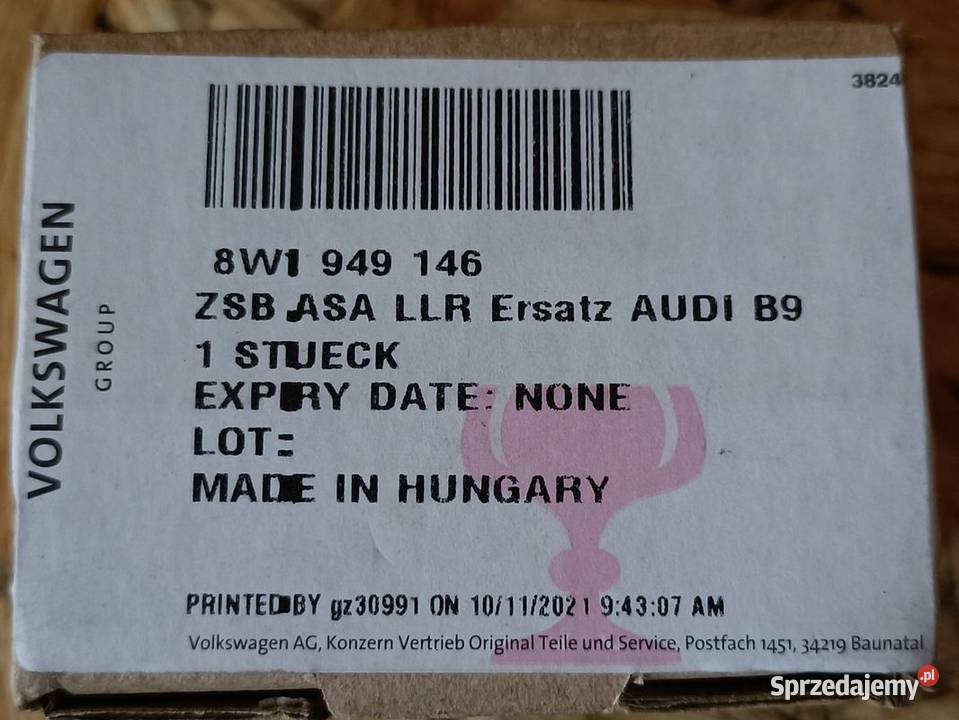 3824
VOLKSWAGEN
GROUP
8W1 949 146
ZSB ASA LLR Ersatz AUDI B9
1 STUECK
EXPIRY DATE: NONE
LOT:
MADE IN HUNGARY
PRINTED BY gz30991 ON 10/11/2021 9:43:07 AM
Volkswagen AG, Konzern Vertrieb Original Teile und Service, Postfach 1451, 34219 Baunatal
Sprzedajemy.pl